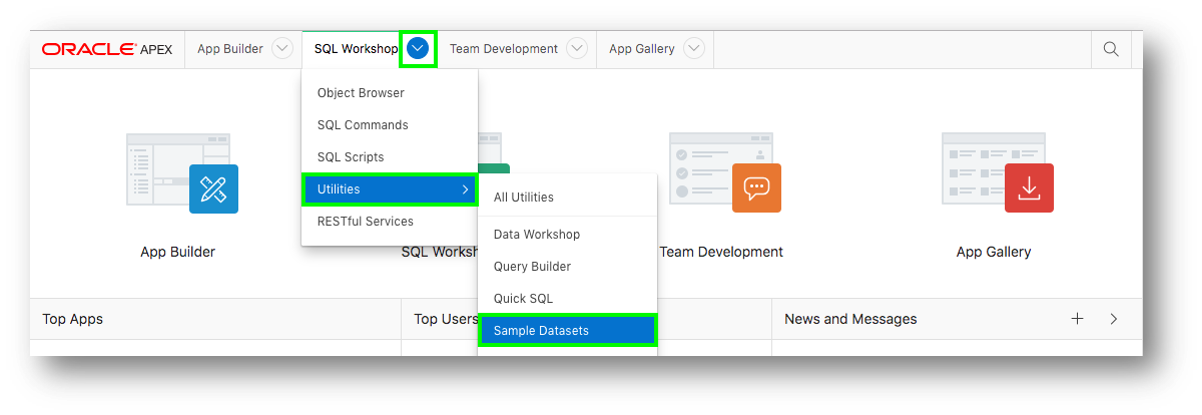 ORACLE APEX App Builder SQL Workshop Team Development App Gallery
Object Browser
SQL Commands
SQL Scripts
Utilities
RESTful Services
All Utilities
Data Workshop
Query Builder
Quick SQL
Sample Datasets
App Builder SQL Worksh Team Development App Gallery
Top Apps Top Users News and Messages